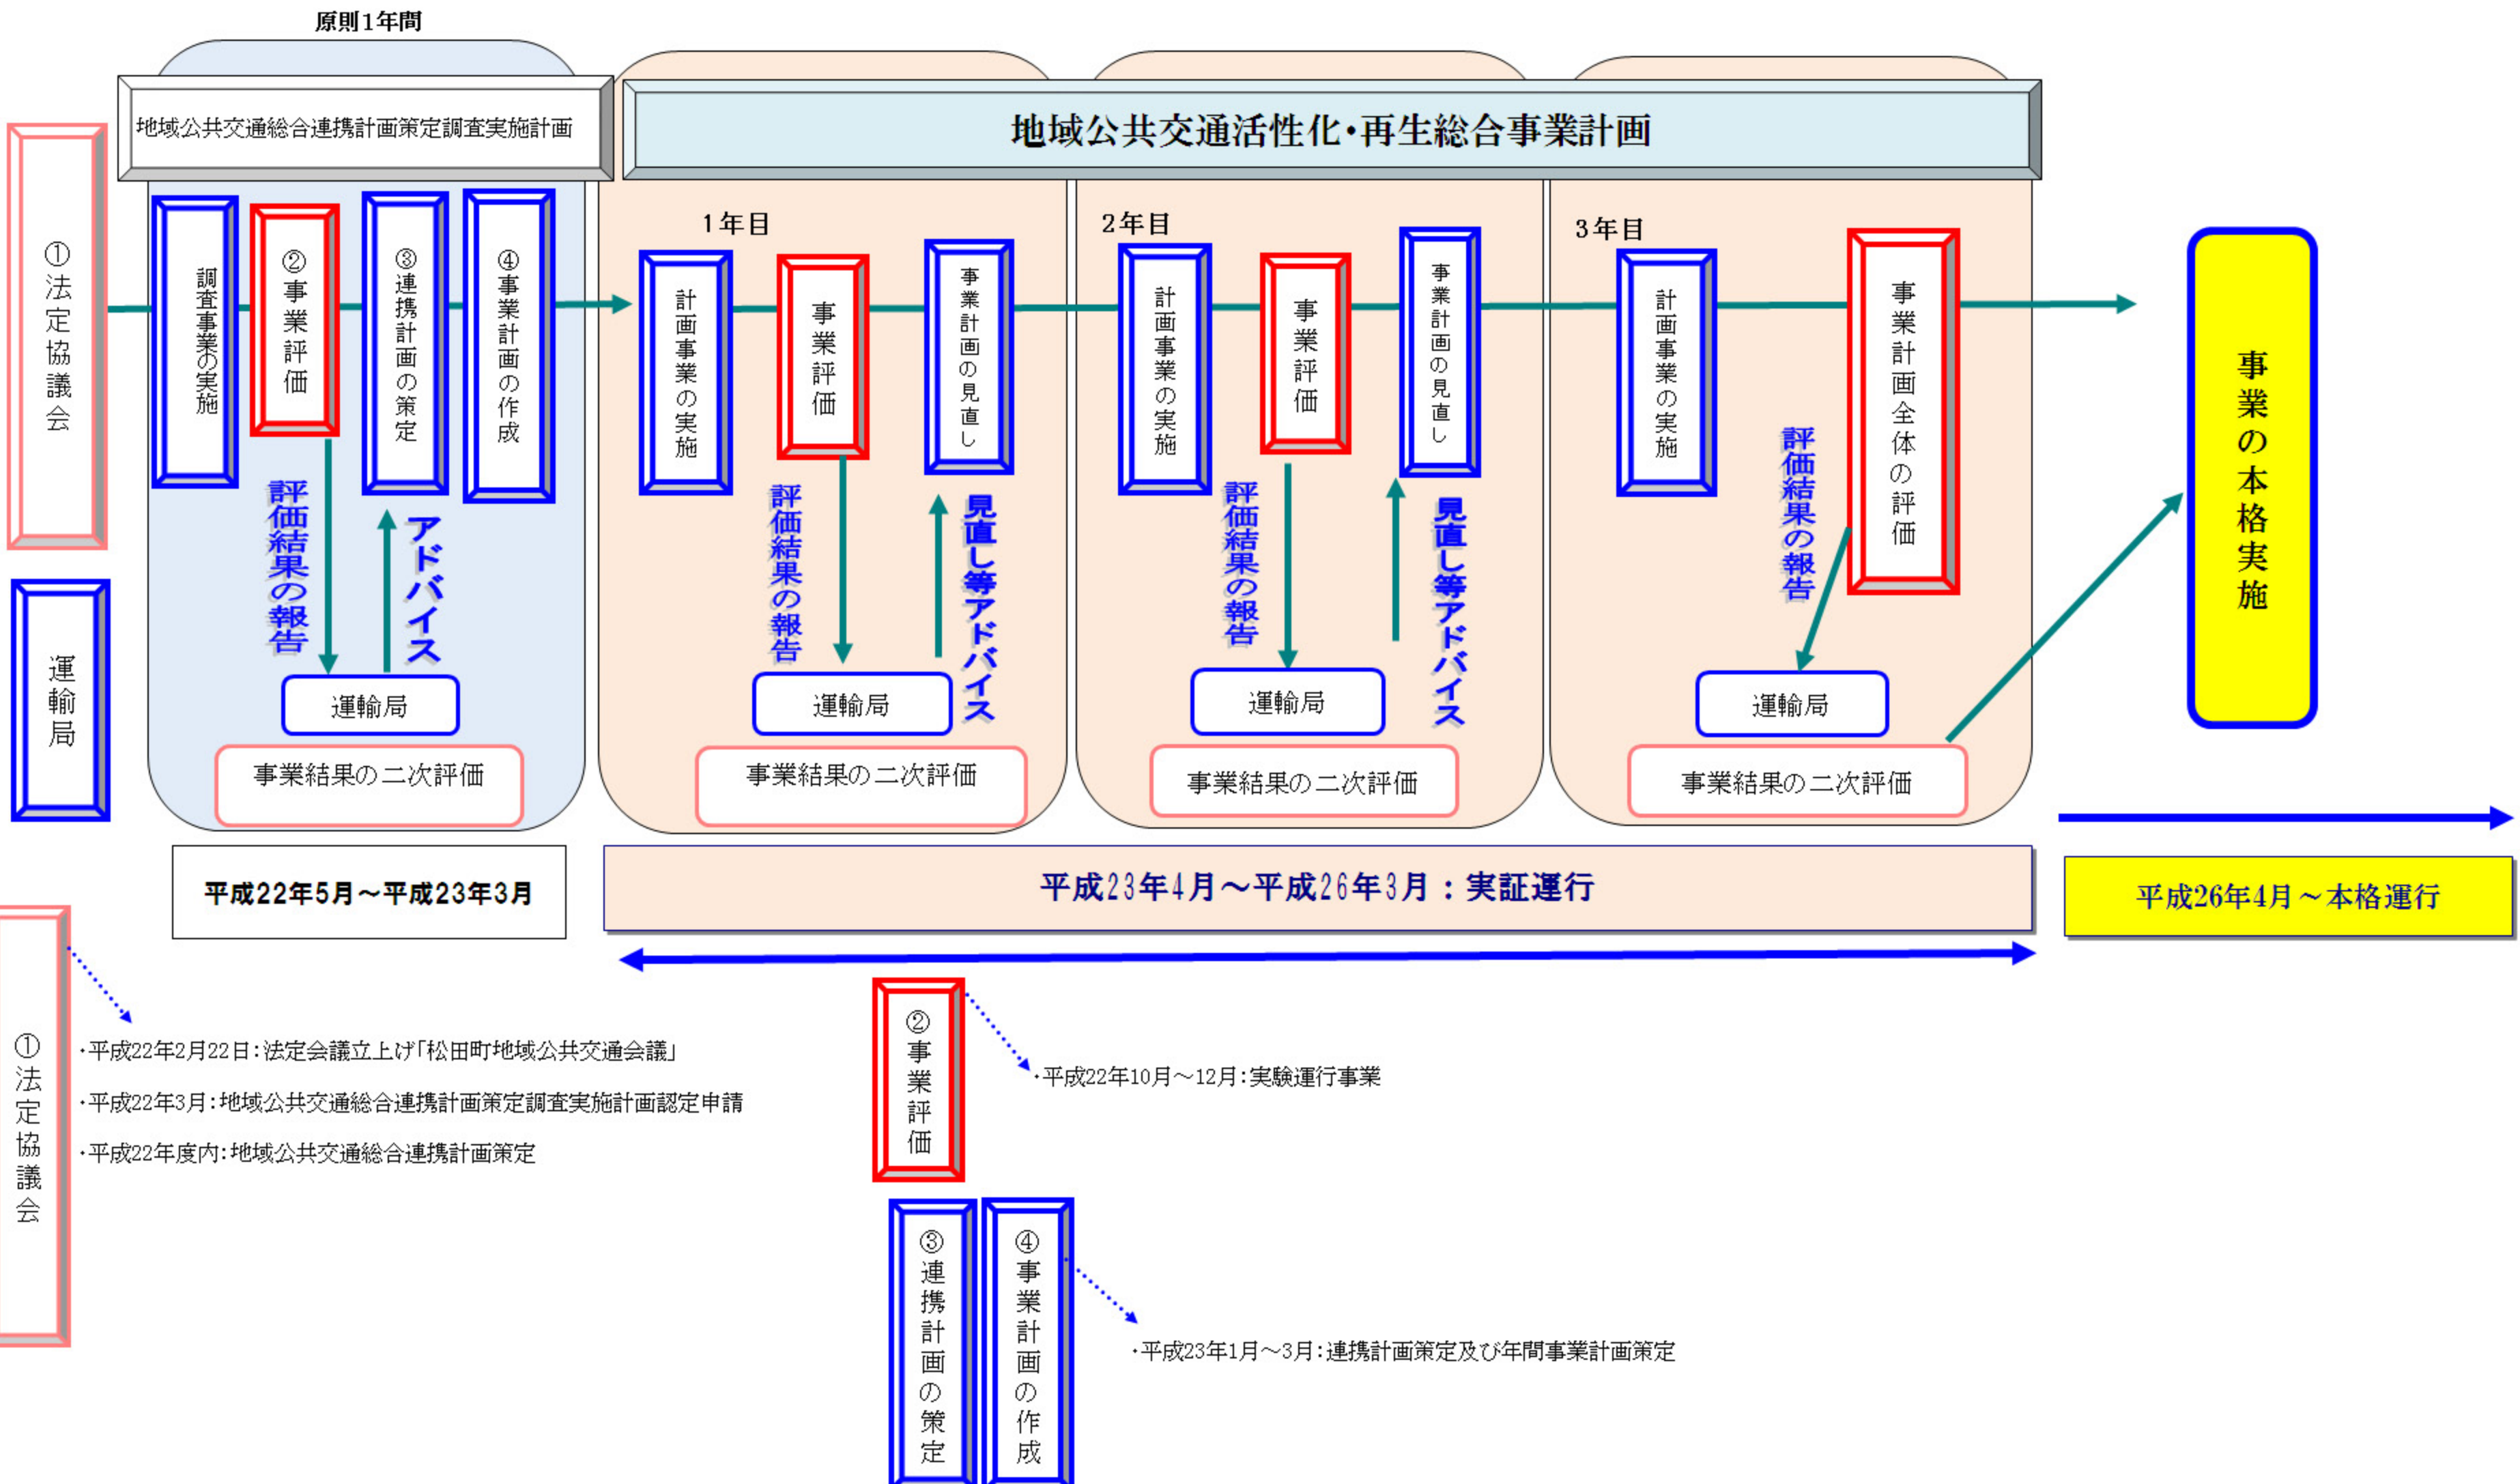 原則1年間
地域公共交通総合連携計画策定調査実施計画
地域公共交通活性化・再生総合事業計画
①法定協議会
運輸局
調査事業の実施
②事業評価
③連携計画の策定
④事業計画の作成
評価結果の報告
アドバイス
運輸局
事業結果の二次評価
1年目
計画事業の実施
事業評価
事業計画の見直し
評価結果の報告
見直し等アドバイス
運輸局
事業結果の二次評価
2年目
計画事業の実施
事業評価
事業計画の見直し
評価結果の報告
見直し等アドバイス
運輸局
事業結果の二次評価
3年目
計画事業の実施
事業計画全体の評価
評価結果の報告
運輸局
事業結果の二次評価
事業の本格実施
平成22年5月～平成23年3月
平成23年4月～平成26年3月：実証運行
平成26年4月～本格運行
①法定協議会
・平成22年2月22日：法定会議立上げ「松田町地域公共交通会議」
・平成22年3月：地域公共交通総合連携計画策定調査実施計画認定申請
・平成22年度内：地域公共交通総合連携計画策定
②事業評価
・平成22年10月～12月：実験運行事業
③連携計画の策定
④事業計画の作成
・平成23年1月～3月：連携計画策定及び年間事業計画策定